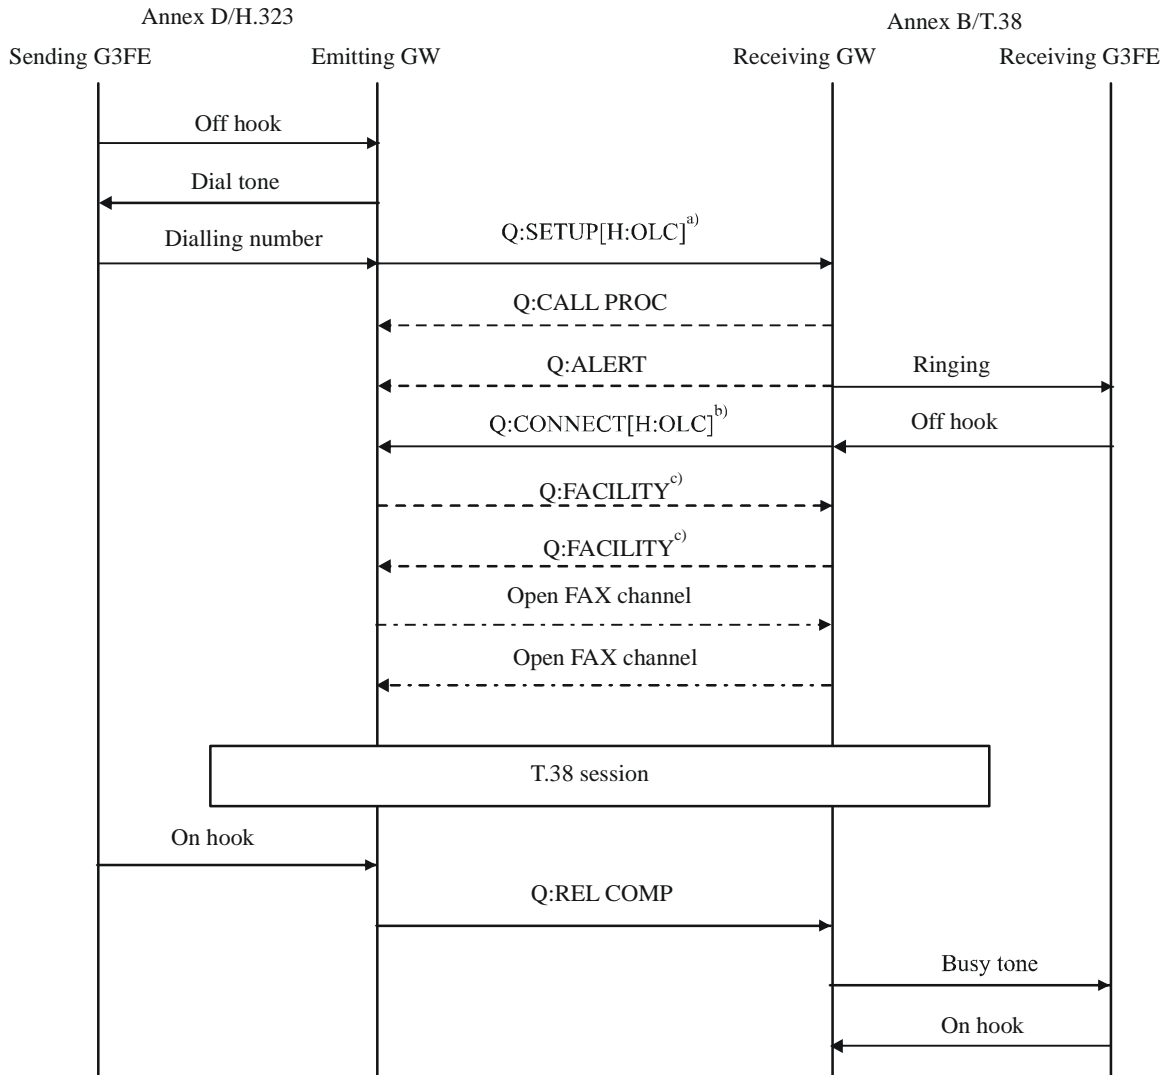 Annex D/H.323
Annex B/T.38
Sending G3FE
Emitting GW
Receiving GW
Receiving G3FE
Off hook
Dial tone
Dialling number
Q:SETUP[H:OLC]a)
Q:CALL PROC
Q:ALERT
Ringing
Q:CONNECT[H:OLC]b)
Off hook
Q:FACILITYc)
Q:FACILITYc)
Open FAX channel
Open FAX channel
T.38 session
On hook
Q:REL COMP
Busy tone
On hook